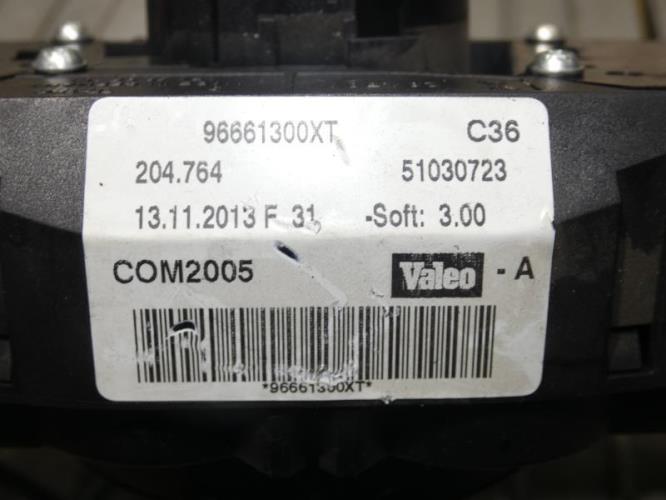 96661300XT C36
204.764 51030723
13.11.2013 F 31 -Soft: 3.00
COM2005 Valeo - A
*96661300XT*